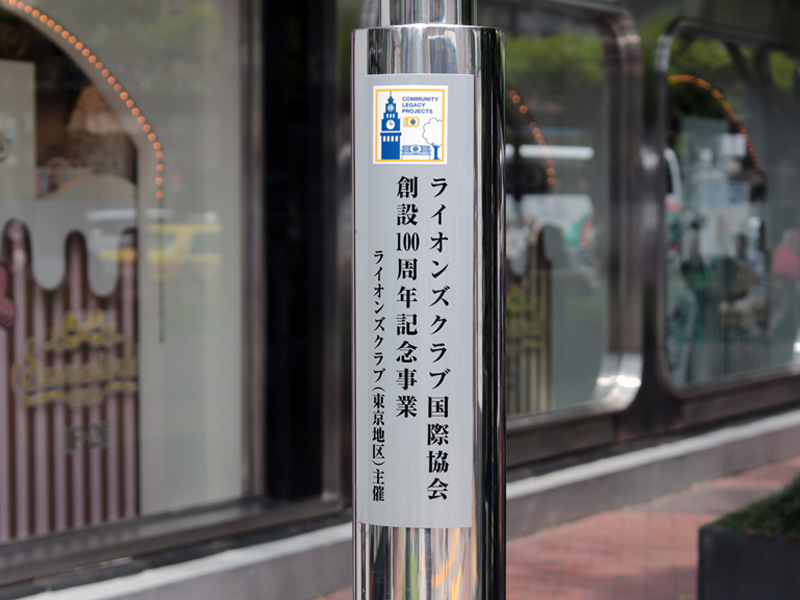 COMMUNITY
LEGACY
PROJECTS
ライオンズクラブ国際協会
創設100周年記念事業
ライオンズクラブ(東京地区)主催